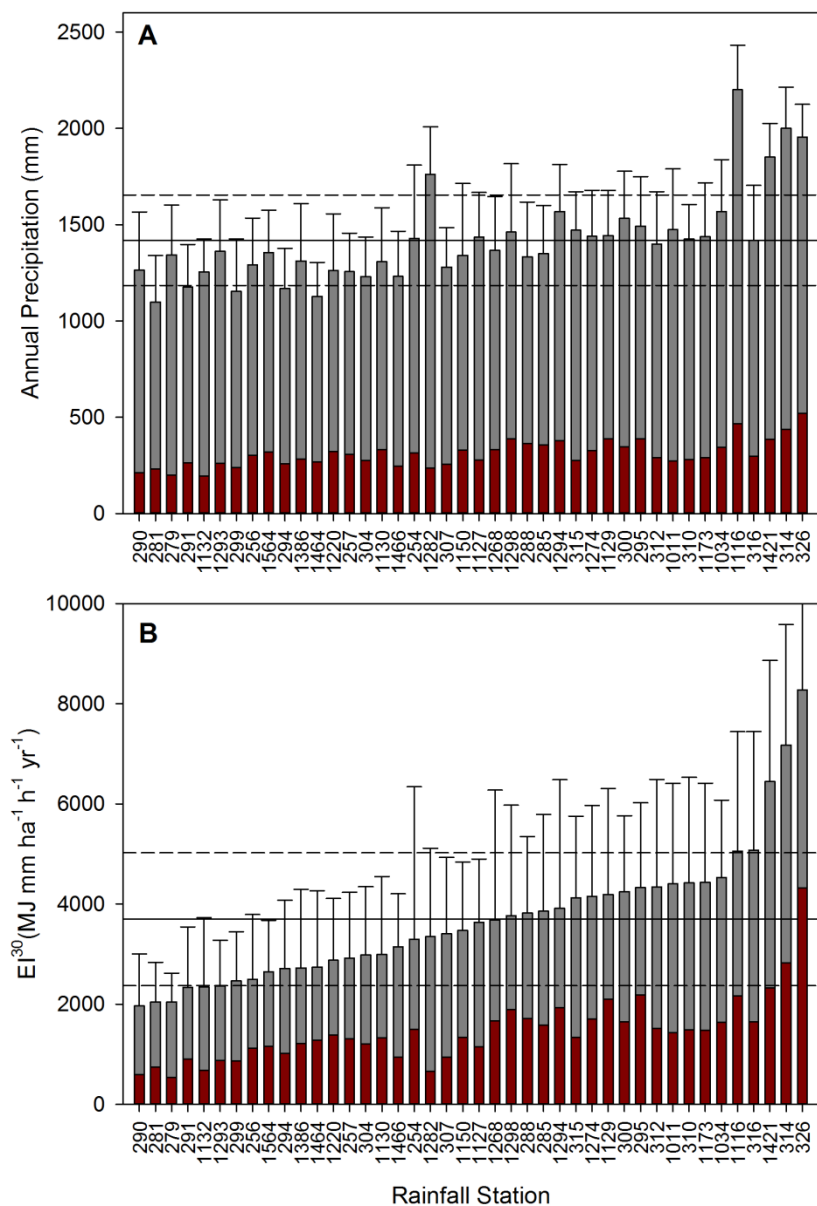 A
Annual Precipitation (mm)
2500
2000
1500
1000
500
0
290 281 279 291 1132 1293 299 256 1564 294 1386 1464 1220 257 304 1130 1466 254 1282 307 1150 1127 1268 1298 288 285 1294 315 1274 1129 300 295 312 1011 310 1173 1034 1116 316 1421 314 326
B
EI³⁰(MJ mm ha⁻¹ h⁻¹ yr⁻¹)
10000
8000
6000
4000
2000
0
290 281 279 291 1132 1293 299 256 1564 294 1386 1464 1220 257 304 1130 1466 254 1282 307 1150 1127 1268 1298 288 285 1294 315 1274 1129 300 295 312 1011 310 1173 1034 1116 316 1421 314 326
Rainfall Station